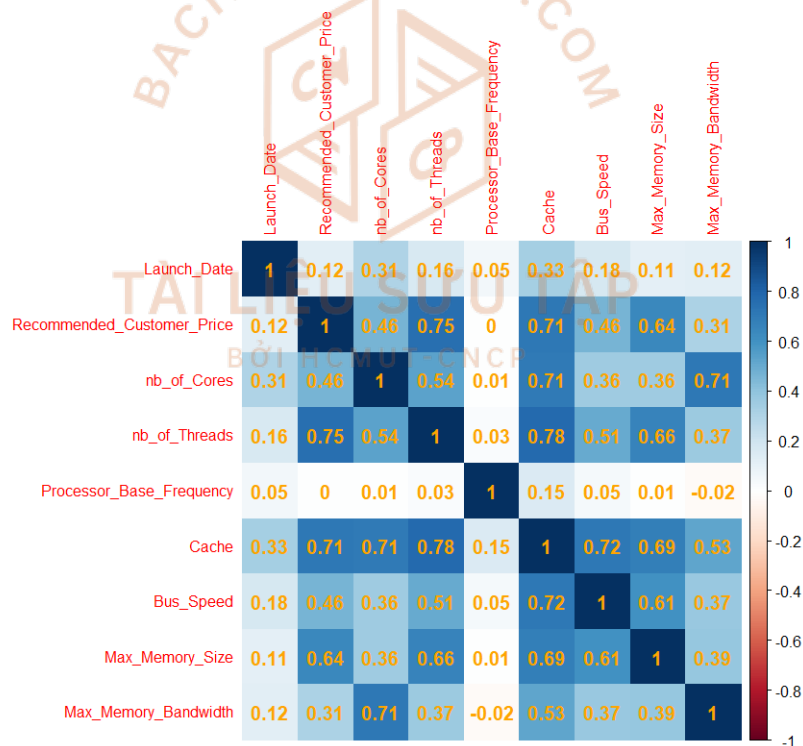 BACH
.COM
CN
CP
Launch_Date
Recommended_Customer_Price
nb_of_Cores
nb_of_Threads
Processor_Base_Frequency
Cache
Bus_Speed
Max_Memory_Size
Max_Memory_Bandwidth
Launch_Date 1 0.12 0.31 0.16 0.05 0.33 0.18 0.11 0.12
TÀI LIỆU SƯU TẬP
Recommended_Customer_Price 0.12 1 0.46 0.75 0 0.71 0.46 0.64 0.31
BỞI HCMUT-CNCP
nb_of_Cores 0.31 0.46 1 0.54 0.01 0.71 0.36 0.36 0.71
nb_of_Threads 0.16 0.75 0.54 1 0.03 0.78 0.51 0.66 0.37
Processor_Base_Frequency 0.05 0 0.01 0.03 1 0.15 0.05 0.01 -0.02
Cache 0.33 0.71 0.71 0.78 0.15 1 0.72 0.69 0.53
Bus_Speed 0.18 0.46 0.36 0.51 0.05 0.72 1 0.61 0.37
Max_Memory_Size 0.11 0.64 0.36 0.66 0.01 0.69 0.61 1 0.39
Max_Memory_Bandwidth 0.12 0.31 0.71 0.37 -0.02 0.53 0.37 0.39 1
1
0.8
0.6
0.4
0.2
0
-0.2
-0.4
-0.6
-0.8
-1